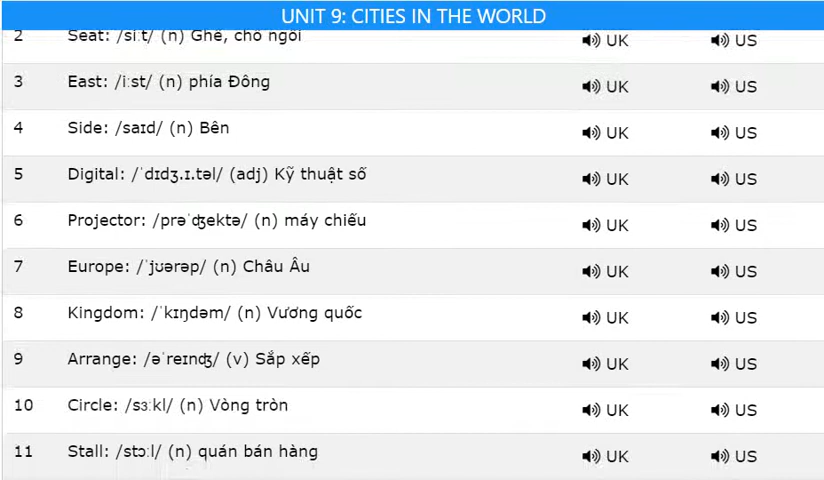 UNIT 9: CITIES IN THE WORLD
2 Seat: /siːt/ (n) Ghế, chỗ ngồi UK US
3 East: /iːst/ (n) phía Đông UK US
4 Side: /saɪd/ (n) Bên UK US
5 Digital: /ˈdɪdʒ.ɪ.təl/ (adj) Kỹ thuật số UK US
6 Projector: /prəˈʤektə/ (n) máy chiếu UK US
7 Europe: /ˈjʊərəp/ (n) Châu Âu UK US
8 Kingdom: /ˈkɪŋdəm/ (n) Vương quốc UK US
9 Arrange: /əˈreɪnʤ/ (v) Sắp xếp UK US
10 Circle: /sɜːkl/ (n) Vòng tròn UK US
11 Stall: /stɔːl/ (n) quán bán hàng UK US